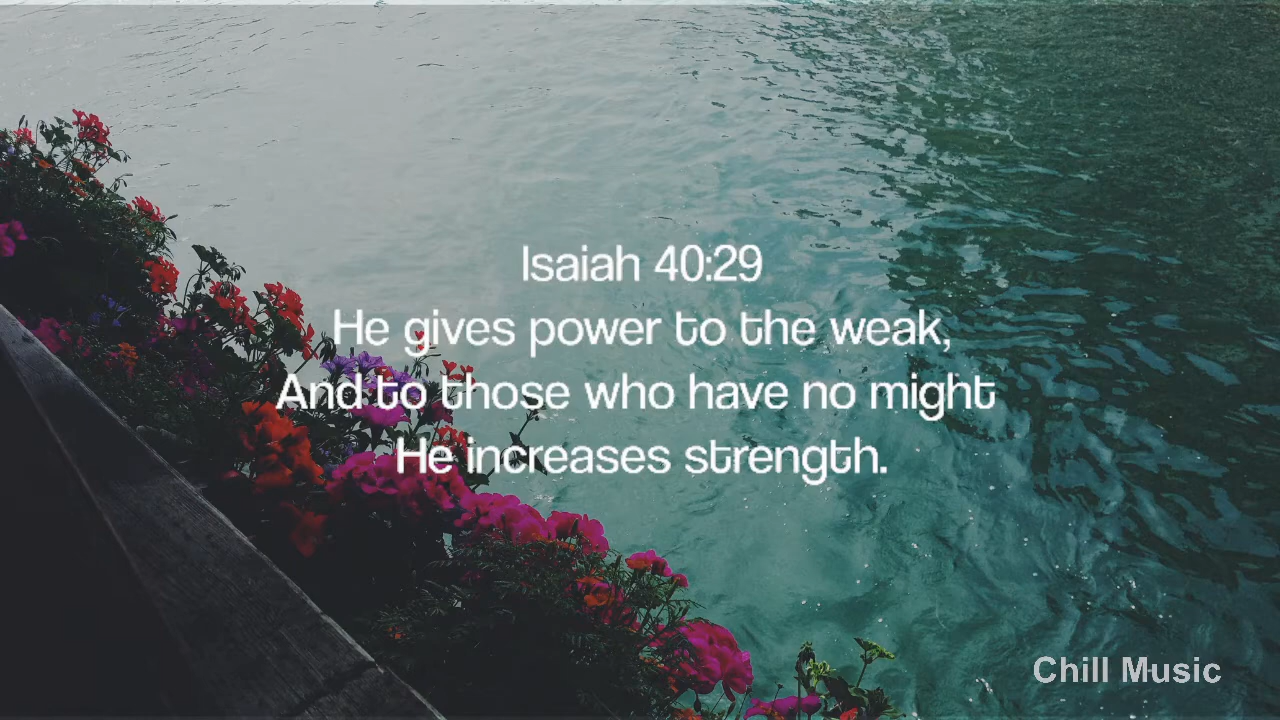 Isaiah 40:29
He gives power to the weak,
And to those who have no might
He increases strength.
Chill Music